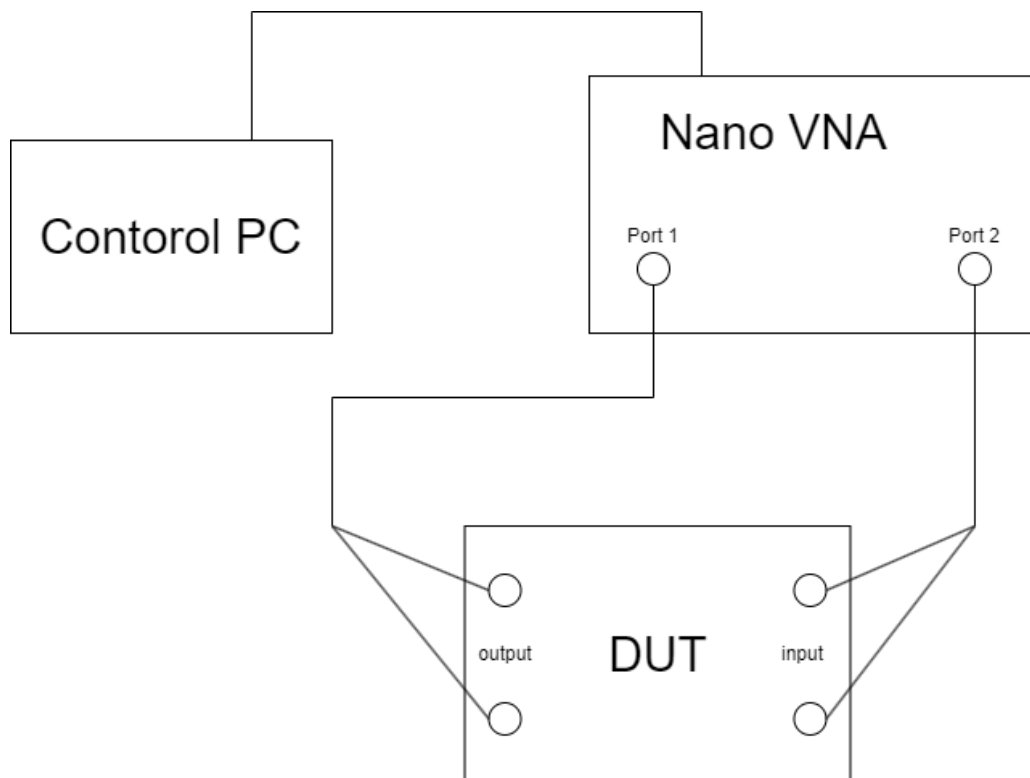 Nano VNA
Contorol PC
Port 1
Port 2
output
DUT
input